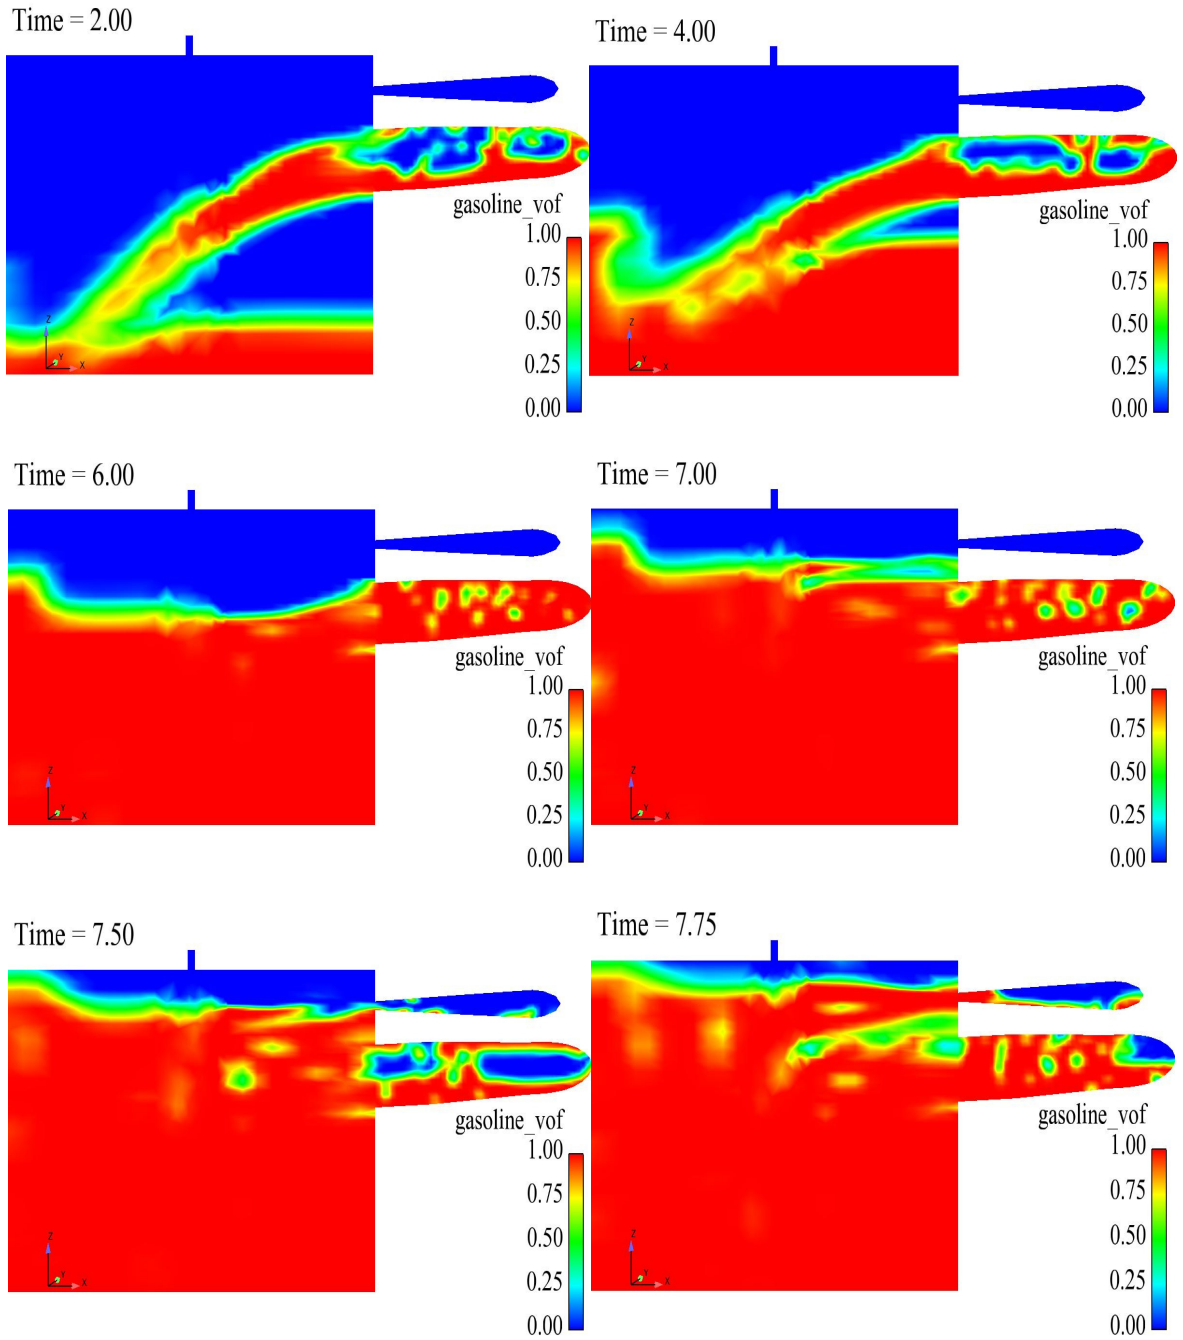 Time = 2.00
gasoline_vof
1.00
0.75
0.50
0.25
0.00
Z
Y
X
Time = 4.00
gasoline_vof
1.00
0.75
0.50
0.25
0.00
Z
Y
X
Time = 6.00
gasoline_vof
1.00
0.75
0.50
0.25
0.00
Z
Y
X
Time = 7.00
gasoline_vof
1.00
0.75
0.50
0.25
0.00
Z
Y
X
Time = 7.50
gasoline_vof
1.00
0.75
0.50
0.25
0.00
Z
Y
X
Time = 7.75
gasoline_vof
1.00
0.75
0.50
0.25
0.00
Z
Y
X